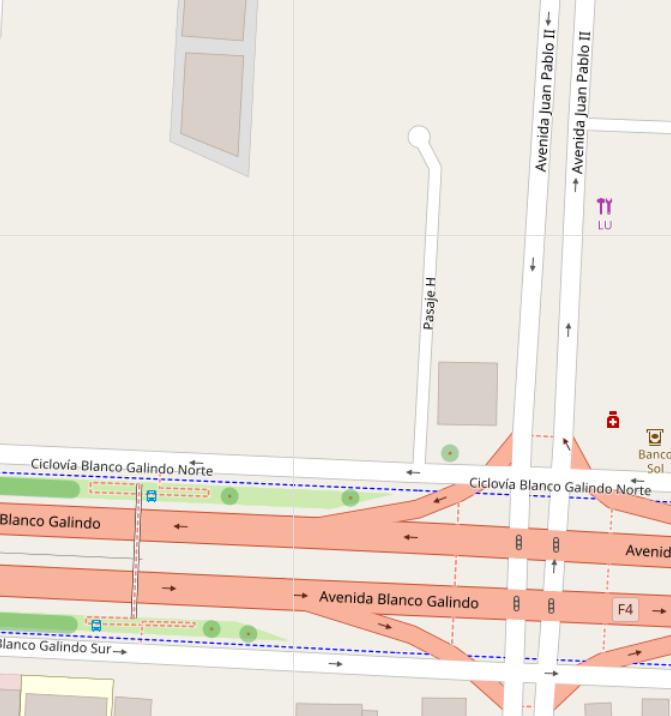 Avenida Juan Pablo II
Avenida Juan Pablo II
LU
Pasaje H
Banco
Sol
Ciclovía Blanco Galindo Norte
Ciclovía Blanco Galindo Norte
Blanco Galindo
Avenid
Avenida Blanco Galindo
F4
Blanco Galindo Sur